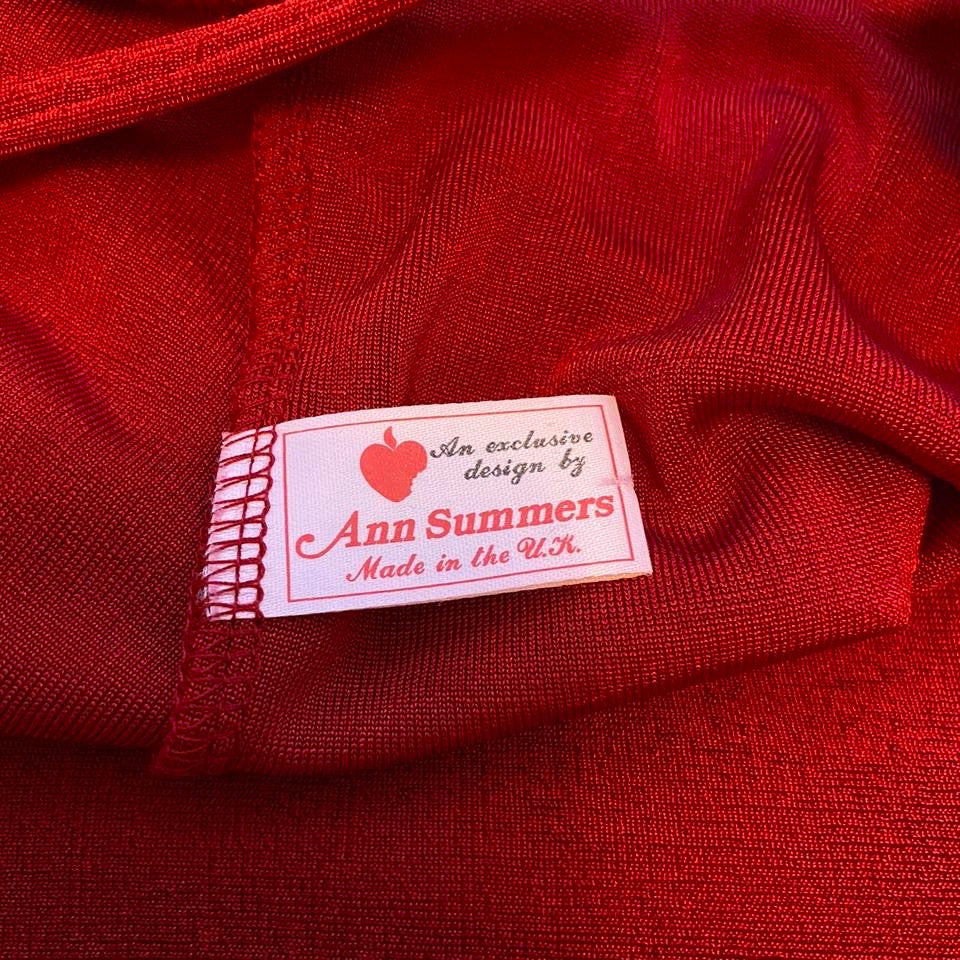 An exclusive
design by
Ann Summers
Made in the U.K.